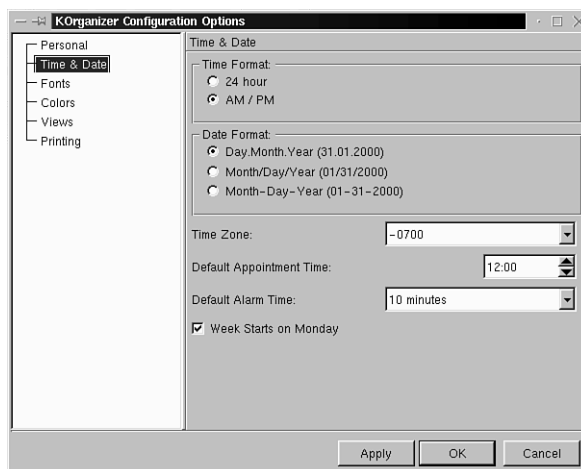 KOrganizer Configuration Options
Personal
Time & Date
Fonts
Colors
Views
Printing
Time & Date
Time Format:
24 hour
AM / PM
Date Format:
Day.Month.Year (31.01.2000)
Month/Day/Year (01/31/2000)
Month-Day-Year (01-31-2000)
Time Zone: -0700
Default Appointment Time: 12:00
Default Alarm Time: 10 minutes
Week Starts on Monday
Apply OK Cancel